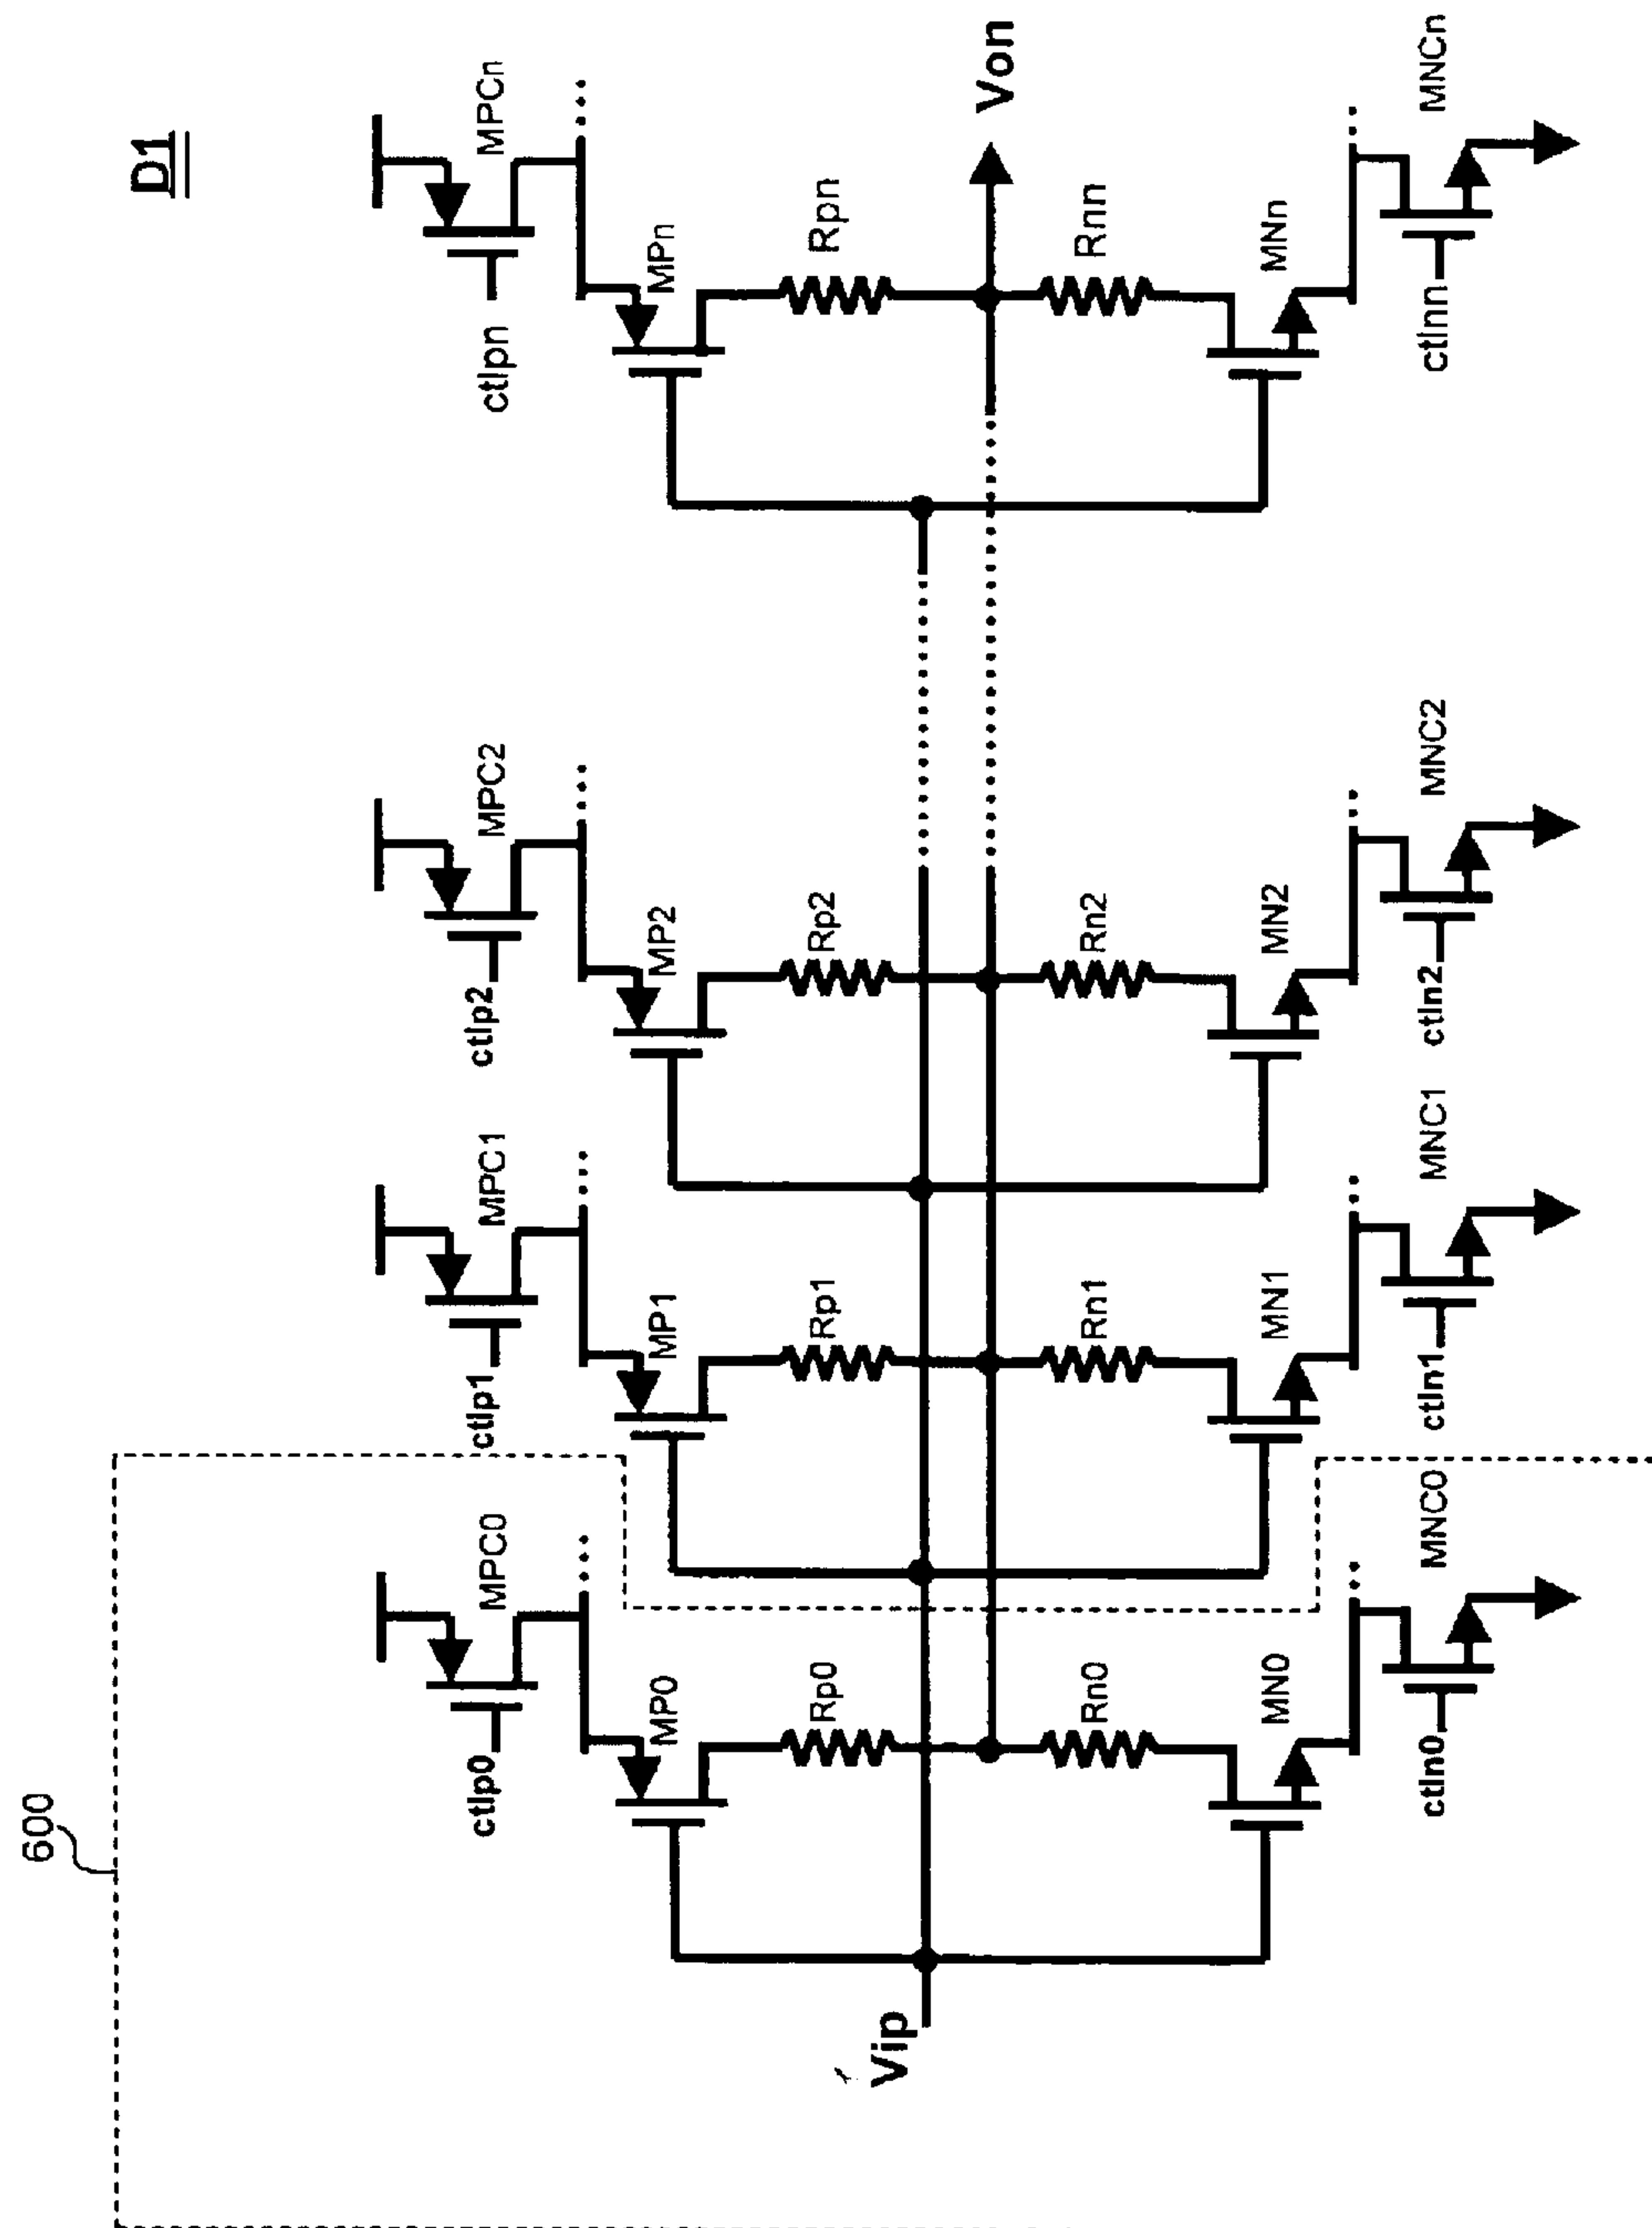 D1
600
MPCn
ctlpn
MPn
Rpn
Von
Rnn
MNn
ctlnn
MNCn
MPC2
ctlp2
MP2
Rp2
Rn2
MN2
ctln2
MNC2
MPC1
ctlp1
MP1
Rp1
Rn1
MN1
ctln1
MNC1
MPC0
ctlp0
MP0
Rp0
Rn0
MN0
ctln0
MNC0
Vip